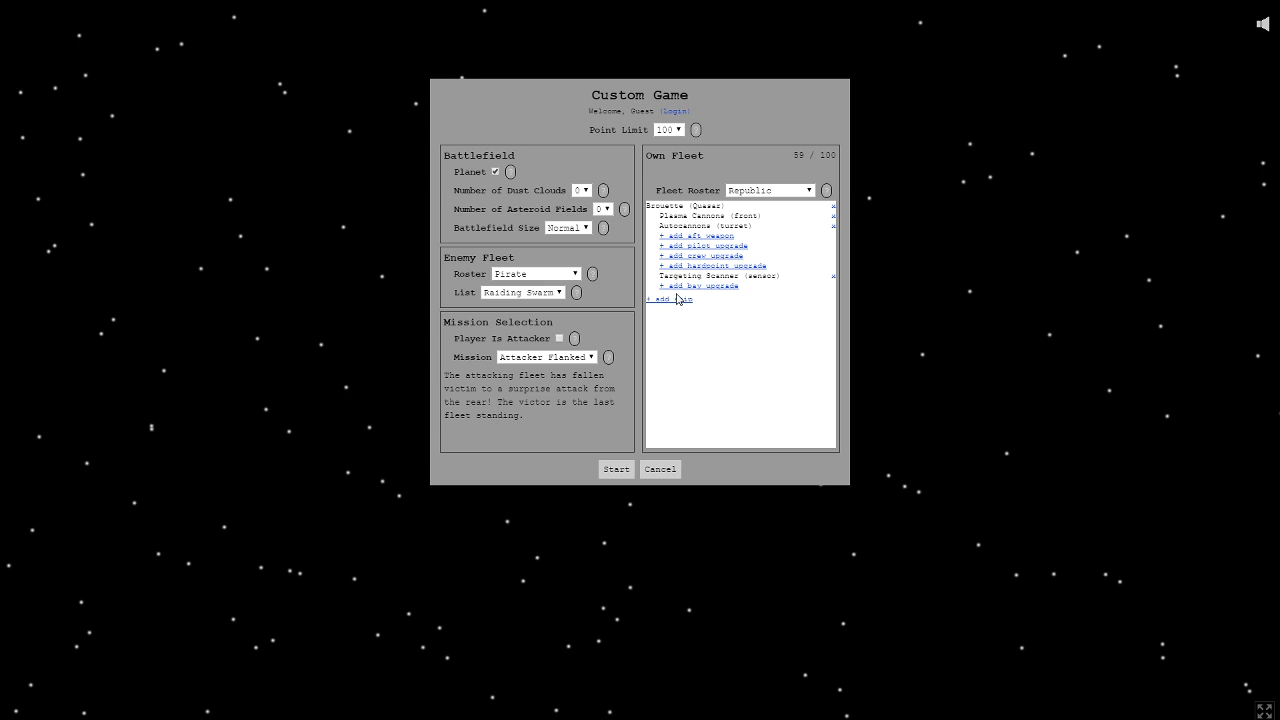 Custom Game
Welcome, Guest (Login)
Point Limit 100
Battlefield
Planet
Number of Dust Clouds 0
Number of Asteroid Fields 0
Battlefield Size Normal
Enemy Fleet
Roster Pirate
List Raiding Swarm
Mission Selection
Player Is Attacker
Mission Attacker Flanked
The attacking fleet has fallen
victim to a surprise attack from
the rear! The victor is the last
fleet standing.
Own Fleet 59 / 100
Fleet Roster Republic
Brouette (Quasar) x
Plasma Cannons (front) x
Autocannons (turret) x
+ add aft weapon
+ add pilot upgrade
+ add crew upgrade
+ add hardpoint upgrade
Targeting Scanner (sensor) x
+ add bay upgrade
+ add
Start Cancel